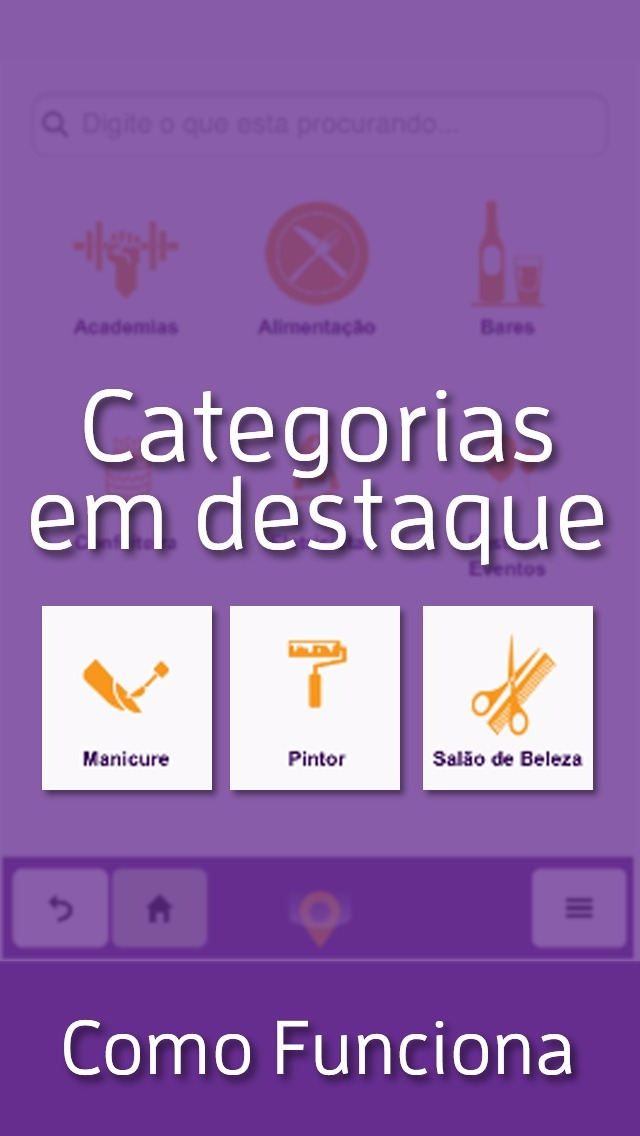 Digite o que esta procurando...
Academias
Alimentação
Bares
Categorias
em destaque
Eventos
Manicure
Pintor
Salão de Beleza
Como Funciona